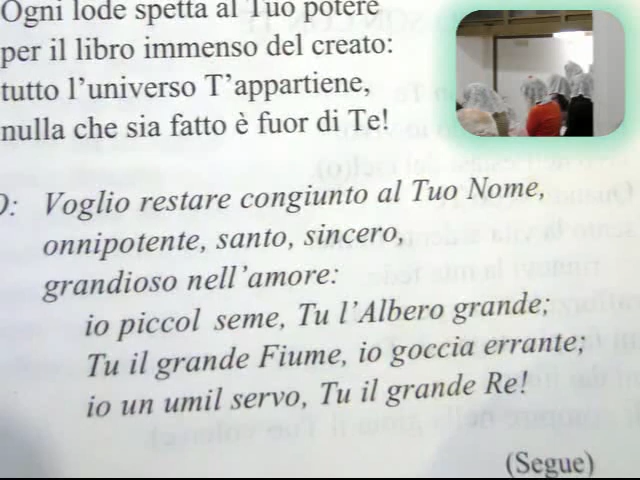 Ogni lode spetta al Tuo potere
per il libro immenso del creato:
tutto l'universo T'appartiene,
nulla che sia fatto è fuor di Te!
Voglio restare congiunto al Tuo Nome,
onnipotente, santo, sincero,
grandioso nell'amore:
io piccol seme, Tu l'Albero grande;
Tu il grande Fiume, io goccia errante;
io un umil servo, Tu il grande Re!
(Segue)